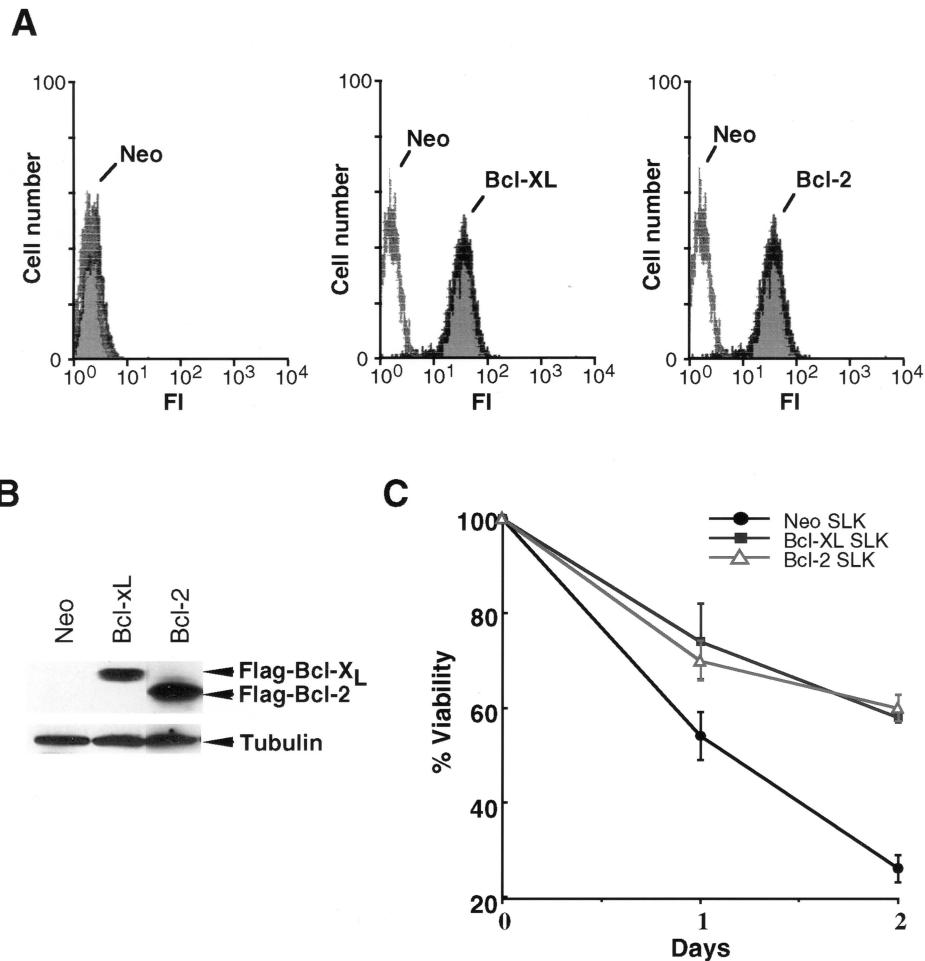 A
100
Cell number
0
Neo
10^0 10^1 10^2 10^3 10^4
FI
100
Cell number
0
Neo
Bcl-XL
10^0 10^1 10^2 10^3 10^4
FI
100
Cell number
0
Neo
Bcl-2
10^0 10^1 10^2 10^3 10^4
FI
B
Neo
Bcl-xL
Bcl-2
Flag-Bcl-X_L
Flag-Bcl-2
Tubulin
C
Neo SLK
Bcl-XL SLK
Bcl-2 SLK
% Viability
100
80
60
40
20
0 1 2
Days